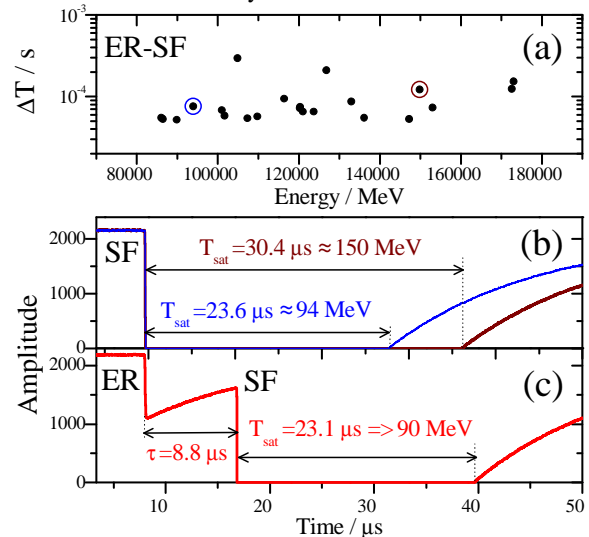 10⁻³
ER-SF
(a)
10⁻⁴
ΔT / s
80000 100000 120000 140000 160000 180000
Energy / MeV
2000
SF
(b)
T_sat=30.4 μs ≈ 150 MeV
1000
T_sat=23.6 μs ≈ 94 MeV
0
Amplitude
2000
ER
SF
(c)
1000
T_sat=23.1 μs => 90 MeV
τ=8.8 μs
0
10 20 30 40 50
Time / μs